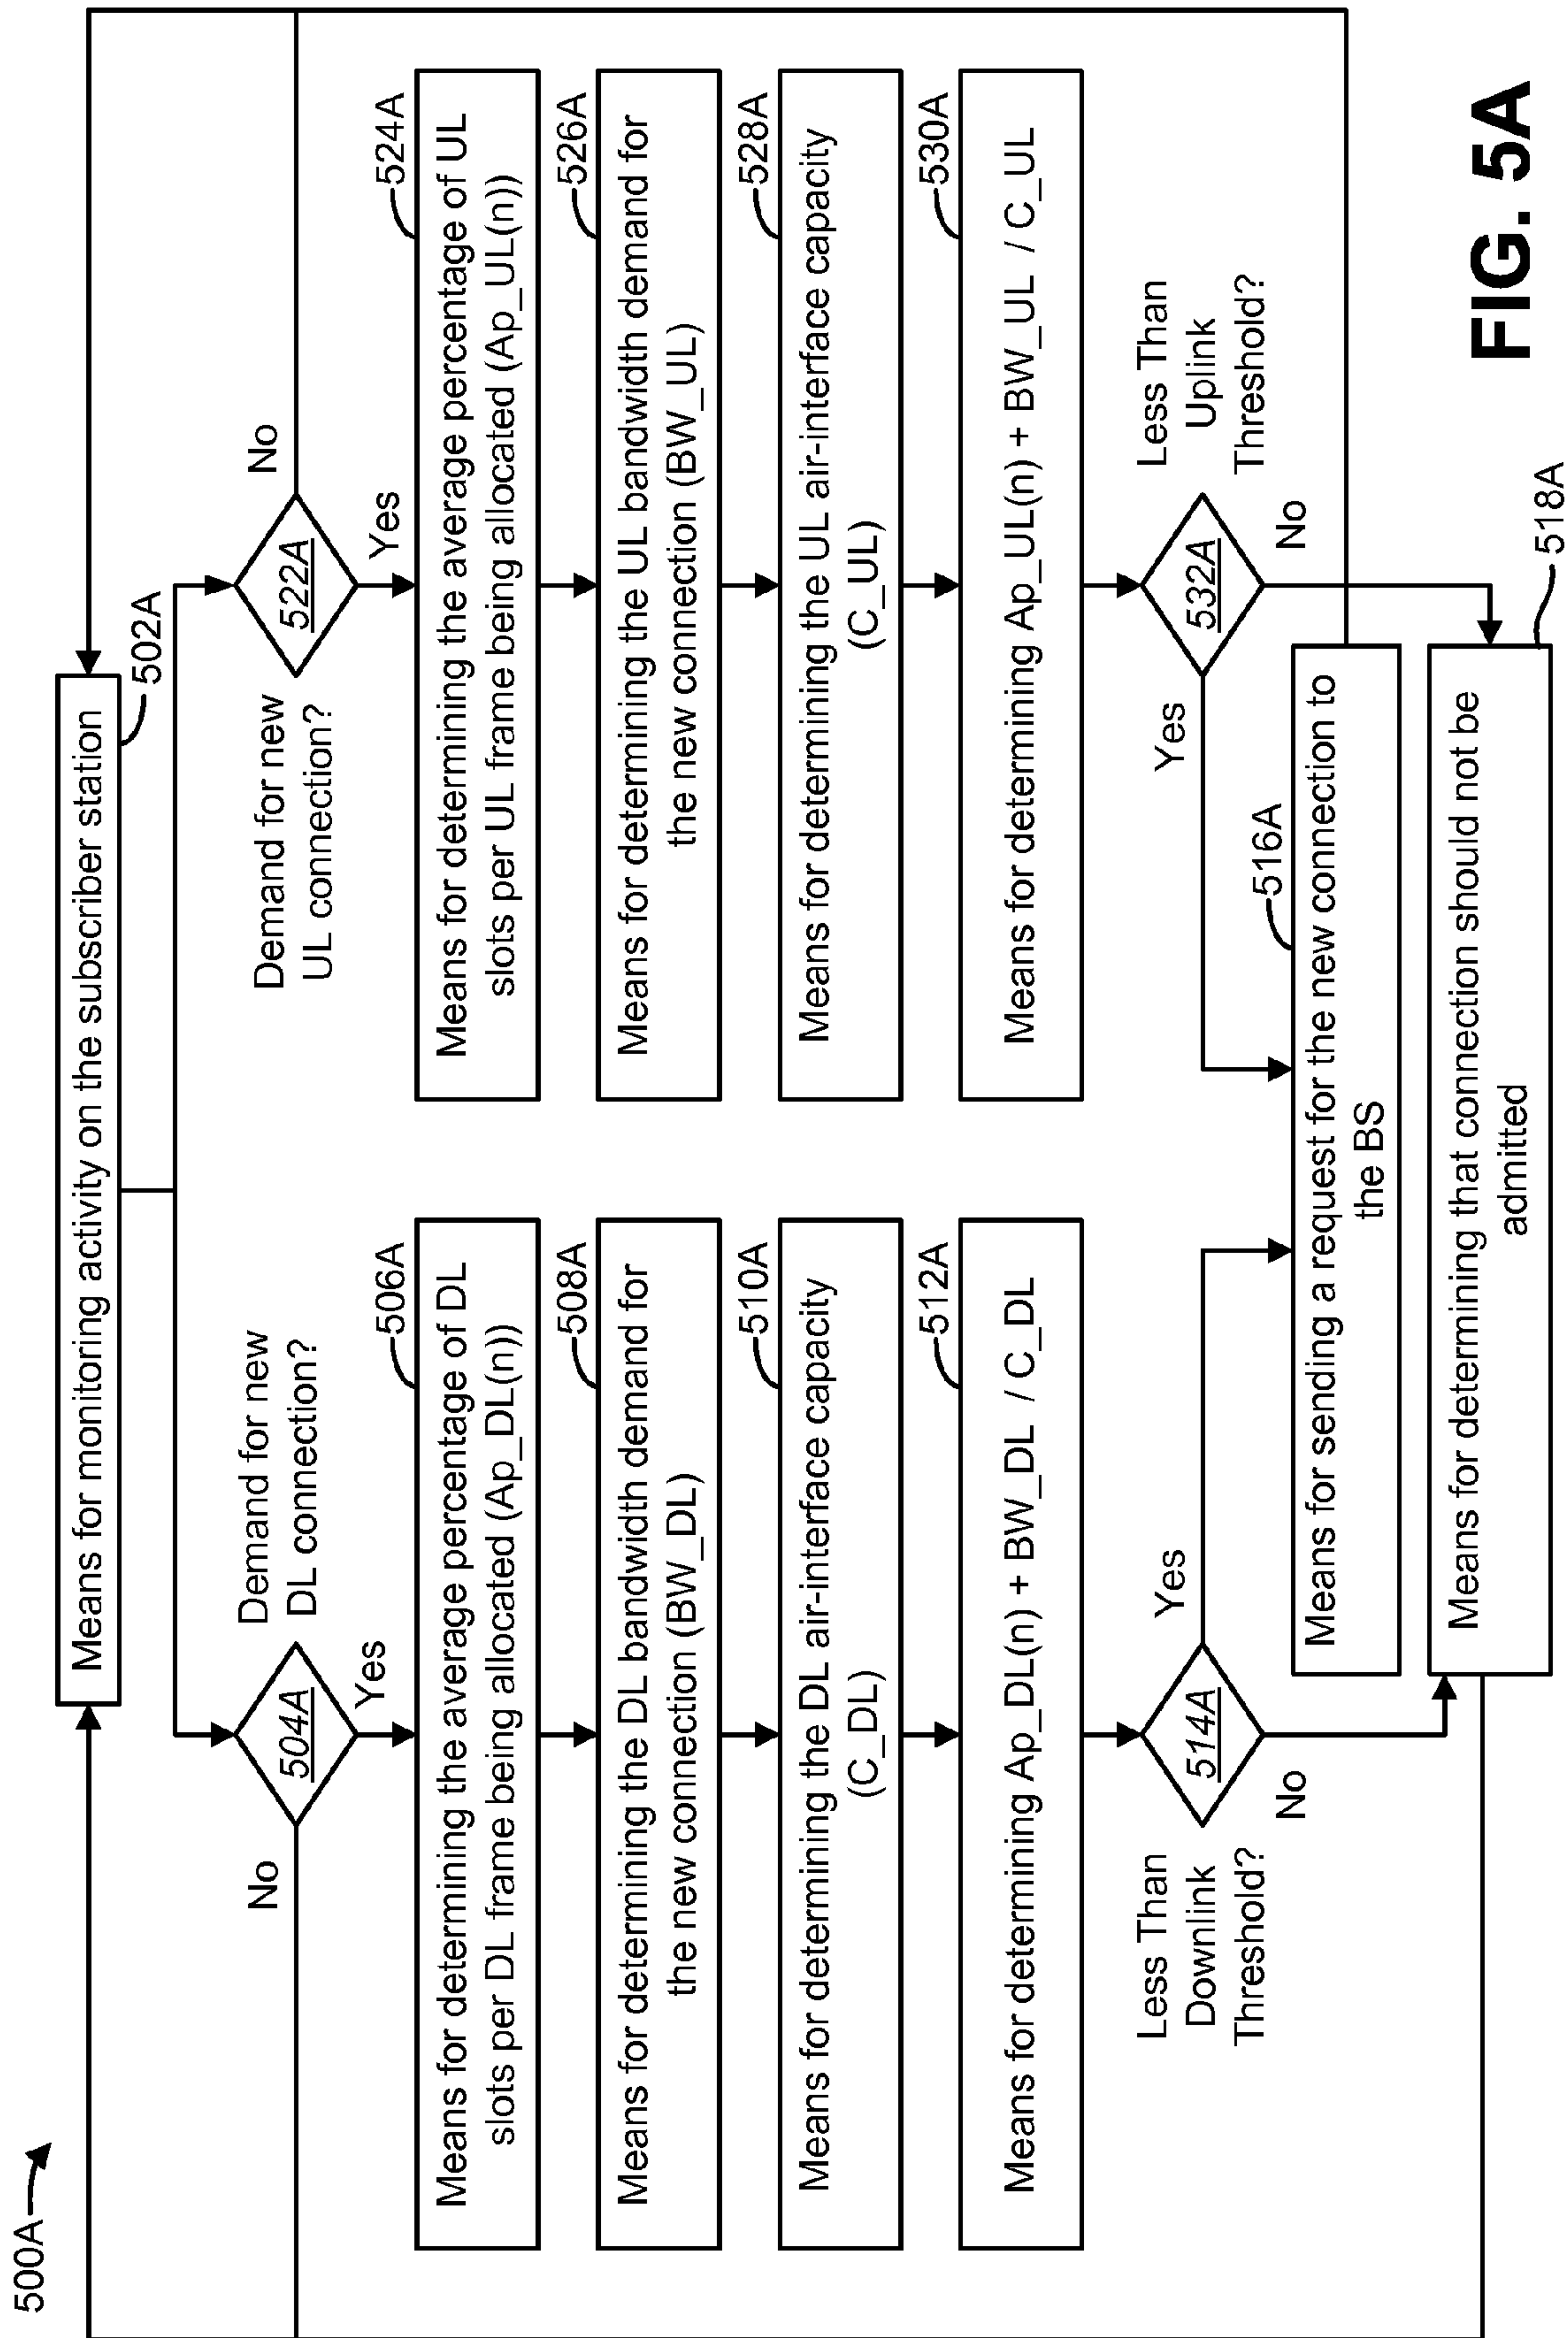 500A
Means for monitoring activity on the subscriber station
502A
Demand for new
DL connection?
504A
No
Yes
Means for determining the average percentage of DL
slots per DL frame being allocated (Ap_DL(n))
506A
Means for determining the DL bandwidth demand for
the new connection (BW_DL)
508A
Means for determining the DL air-interface capacity
(C_DL)
510A
Means for determining Ap_DL(n) + BW_DL / C_DL
512A
Less Than
Downlink
Threshold?
514A
Yes
No
Demand for new
UL connection?
522A
No
Yes
Means for determining the average percentage of UL
slots per UL frame being allocated (Ap_UL(n))
524A
Means for determining the UL bandwidth demand for
the new connection (BW_UL)
526A
Means for determining the UL air-interface capacity
(C_UL)
528A
Means for determining Ap_UL(n) + BW_UL / C_UL
530A
Less Than
Uplink
Threshold?
532A
Yes
No
516A
Means for sending a request for the new connection to
the BS
Means for determining that connection should not be
admitted
518A
FIG. 5A